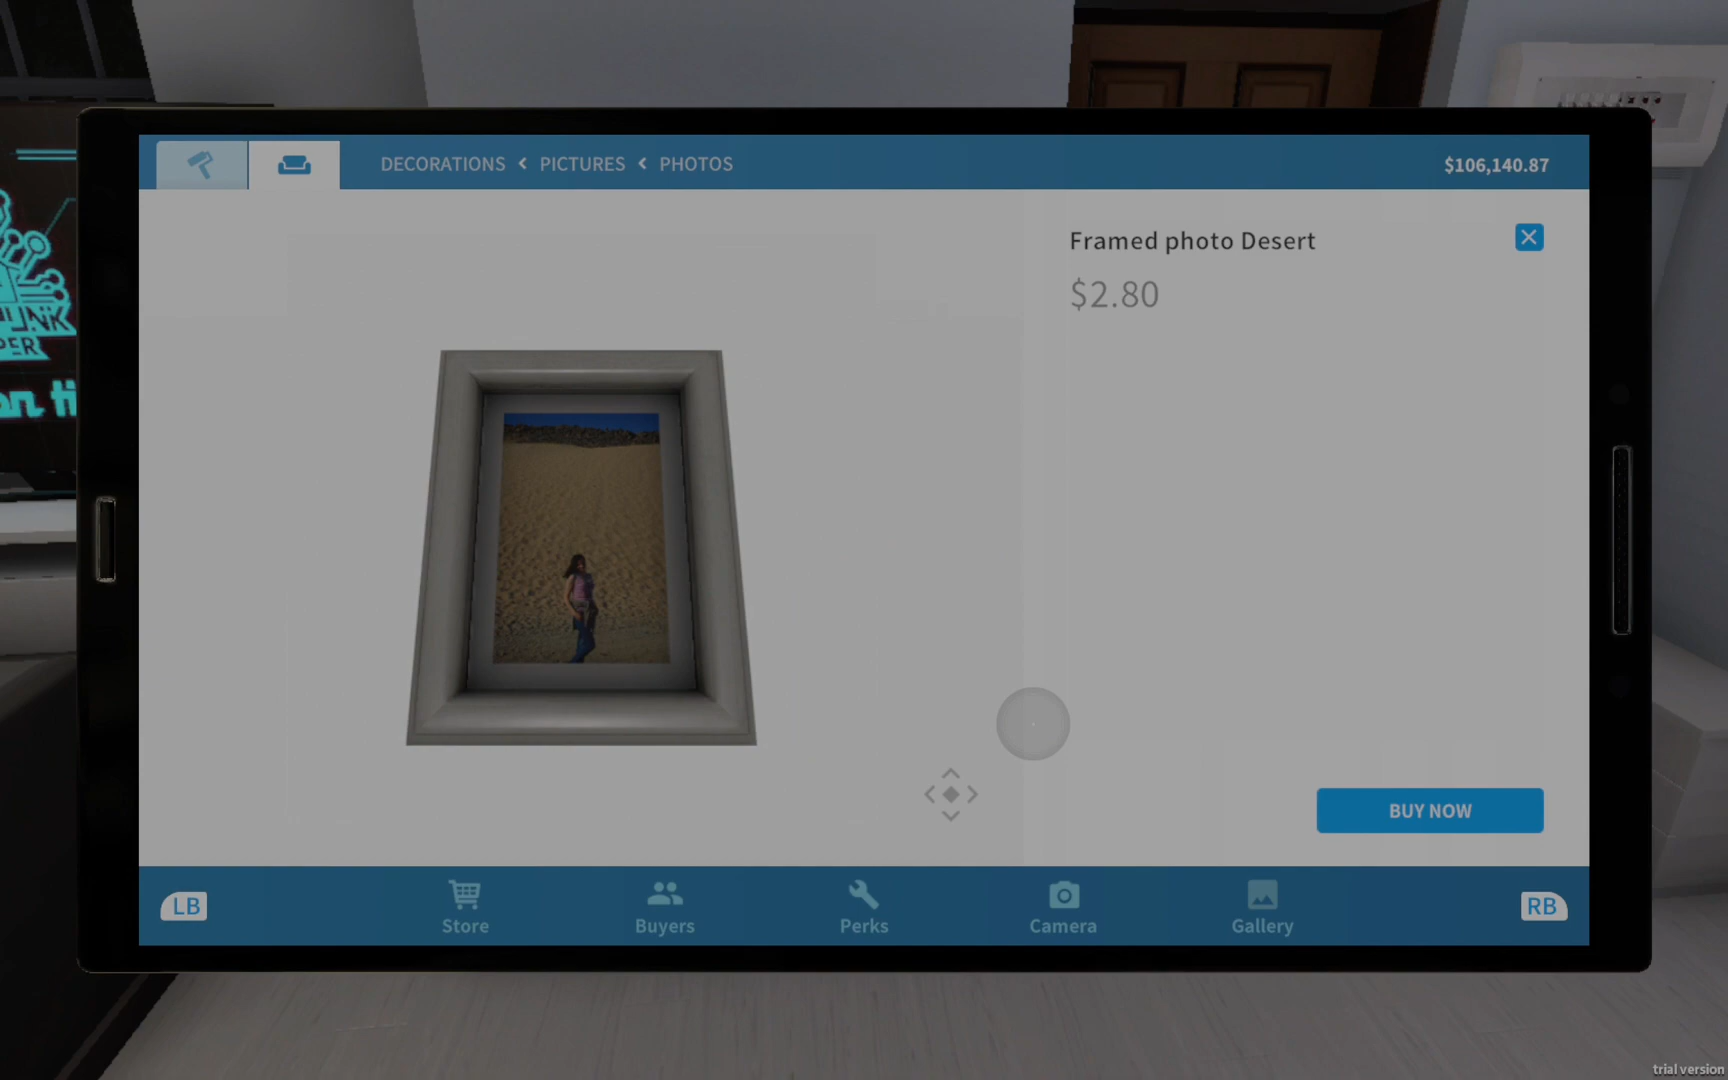 DECORATIONS < PICTURES < PHOTOS
$106,140.87
Framed photo Desert
$2.80
BUY NOW
LB
Store
Buyers
Perks
Camera
Gallery
RB
trial version